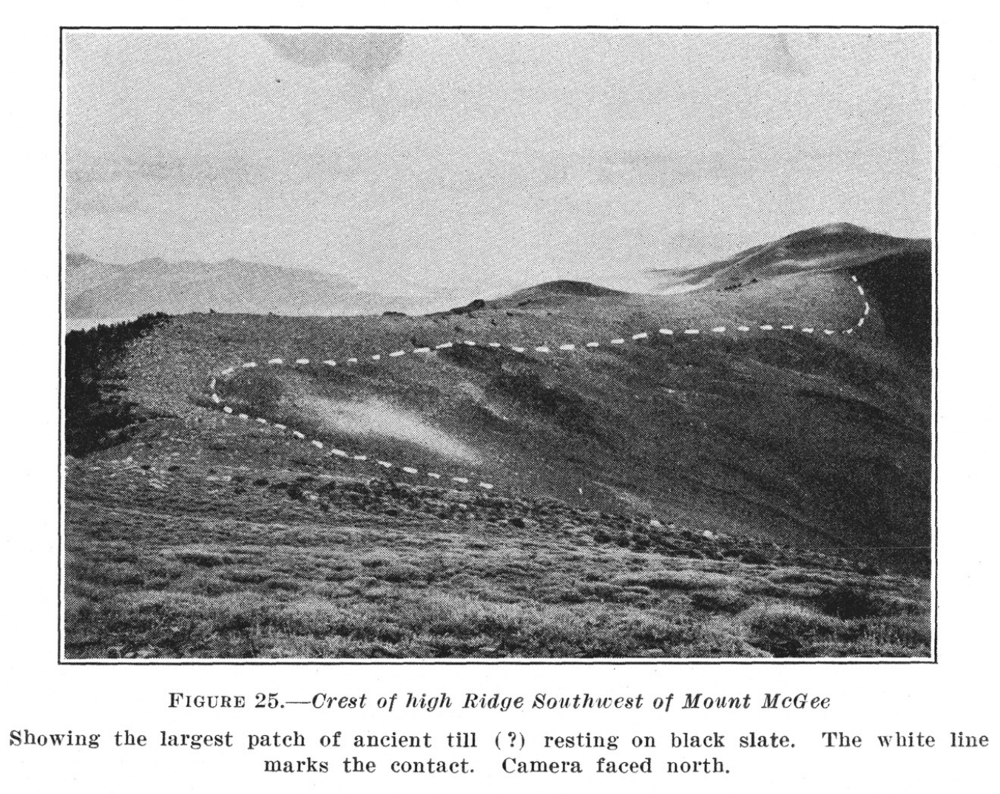 FIGURE 25.—Crest of high Ridge Southwest of Mount McGee
Showing the largest patch of ancient till (?) resting on black slate. The white line
marks the contact. Camera faced north.